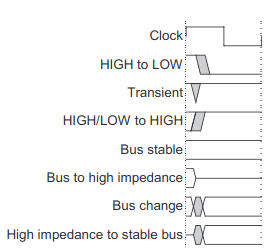 Clock
HIGH to LOW
Transient
HIGH/LOW to HIGH
Bus stable
Bus to high impedance
Bus change
High impedance to stable bus